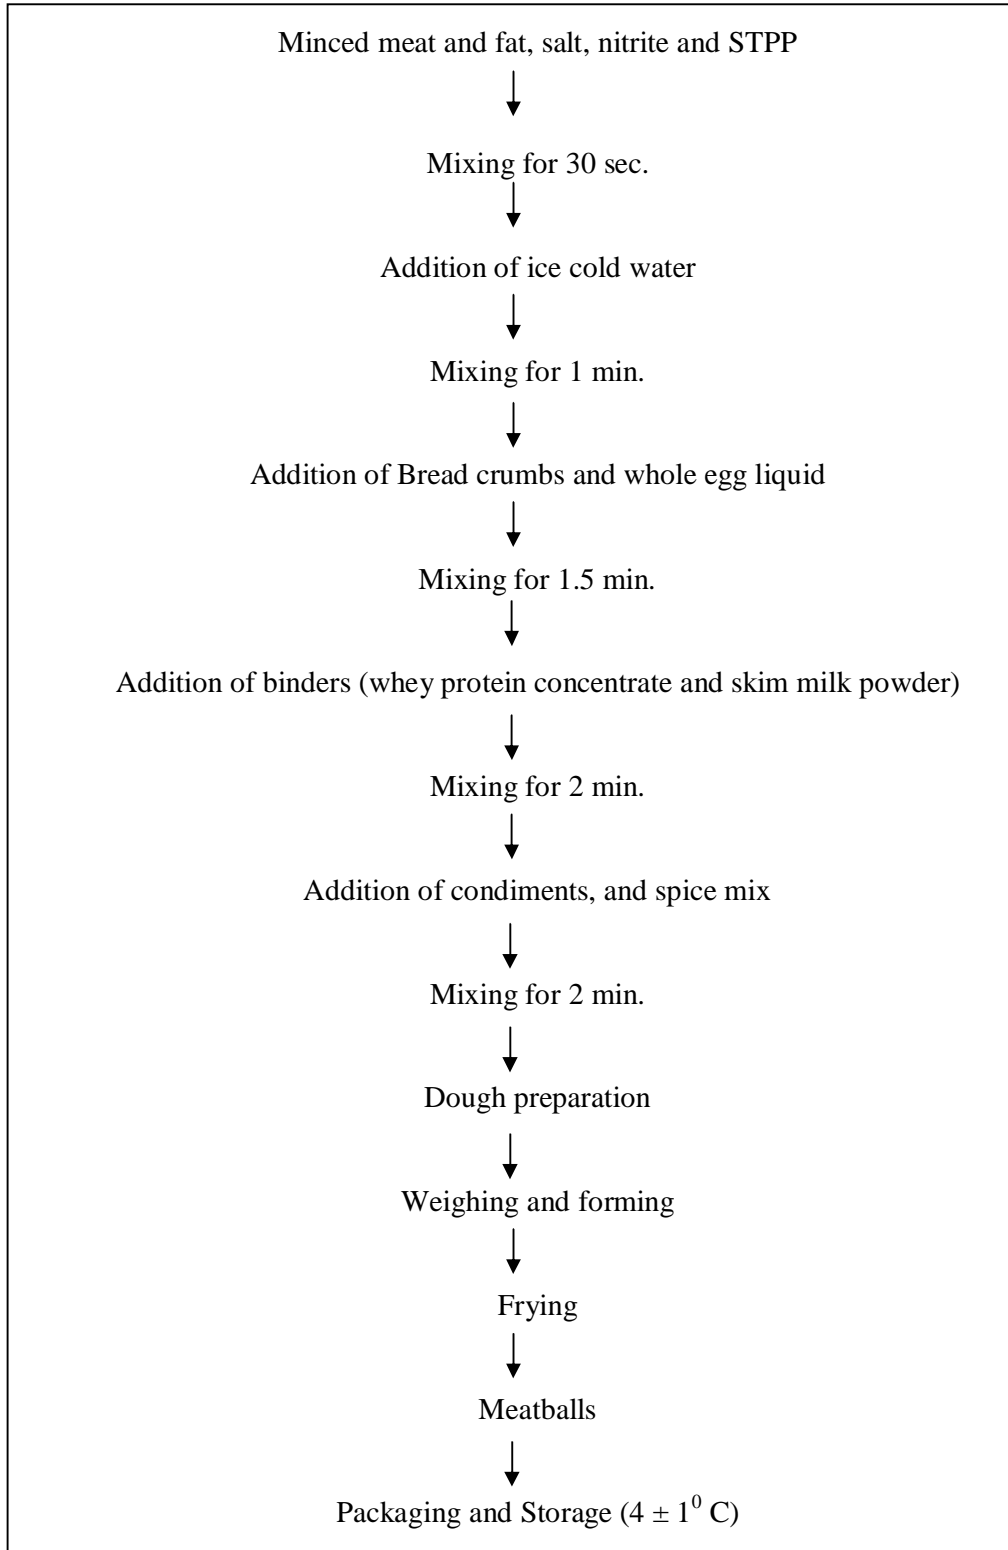 Minced meat and fat, salt, nitrite and STPP
Mixing for 30 sec.
Addition of ice cold water
Mixing for 1 min.
Addition of Bread crumbs and whole egg liquid
Mixing for 1.5 min.
Addition of binders (whey protein concentrate and skim milk powder)
Mixing for 2 min.
Addition of condiments, and spice mix
Mixing for 2 min.
Dough preparation
Weighing and forming
Frying
Meatballs
Packaging and Storage (4 ± 1⁰ C)